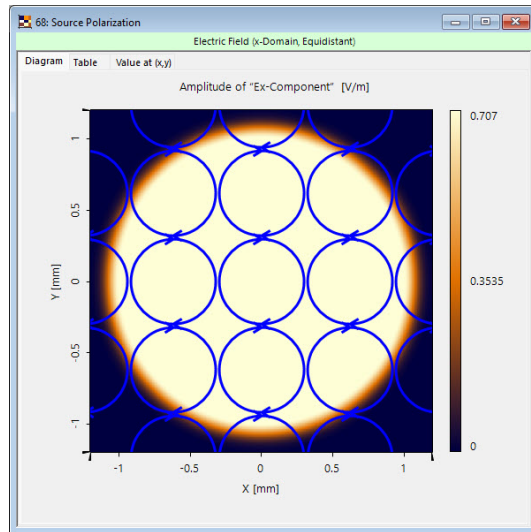 68: Source Polarization
Electric Field (x-Domain, Equidistant)
Diagram Table Value at (x,y)
Amplitude of "Ex-Component" [V/m]
0.707
0.3535
0
1
0.5
0
-0.5
-1
Y [mm]
-1 -0.5 0 0.5 1
X [mm]